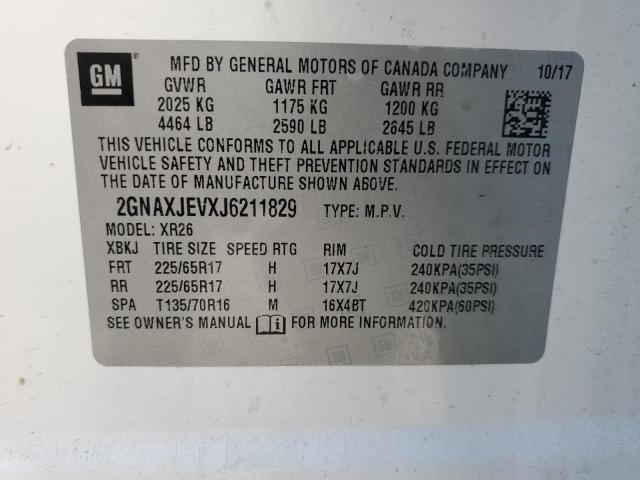 GM
MFD BY GENERAL MOTORS OF CANADA COMPANY 10/17
GVWR GAWR FRT GAWR RR
2025 KG 1175 KG 1200 KG
4464 LB 2590 LB 2645 LB
THIS VEHICLE CONFORMS TO ALL APPLICABLE U.S. FEDERAL MOTOR
VEHICLE SAFETY AND THEFT PREVENTION STANDARDS IN EFFECT ON
THE DATE OF MANUFACTURE SHOWN ABOVE.
2GNAXJEVXJ6211829 TYPE: M.P.V.
MODEL: XR26
XBKJ TIRE SIZE SPEED RTG RIM COLD TIRE PRESSURE
FRT 225/65R17 H 17X7J 240KPA(35PSI)
RR 225/65R17 H 17X7J 240KPA(35PSI)
SPA T135/70R16 M 16X4BT 420KPA(60PSI)
SEE OWNER'S MANUAL FOR MORE INFORMATION.